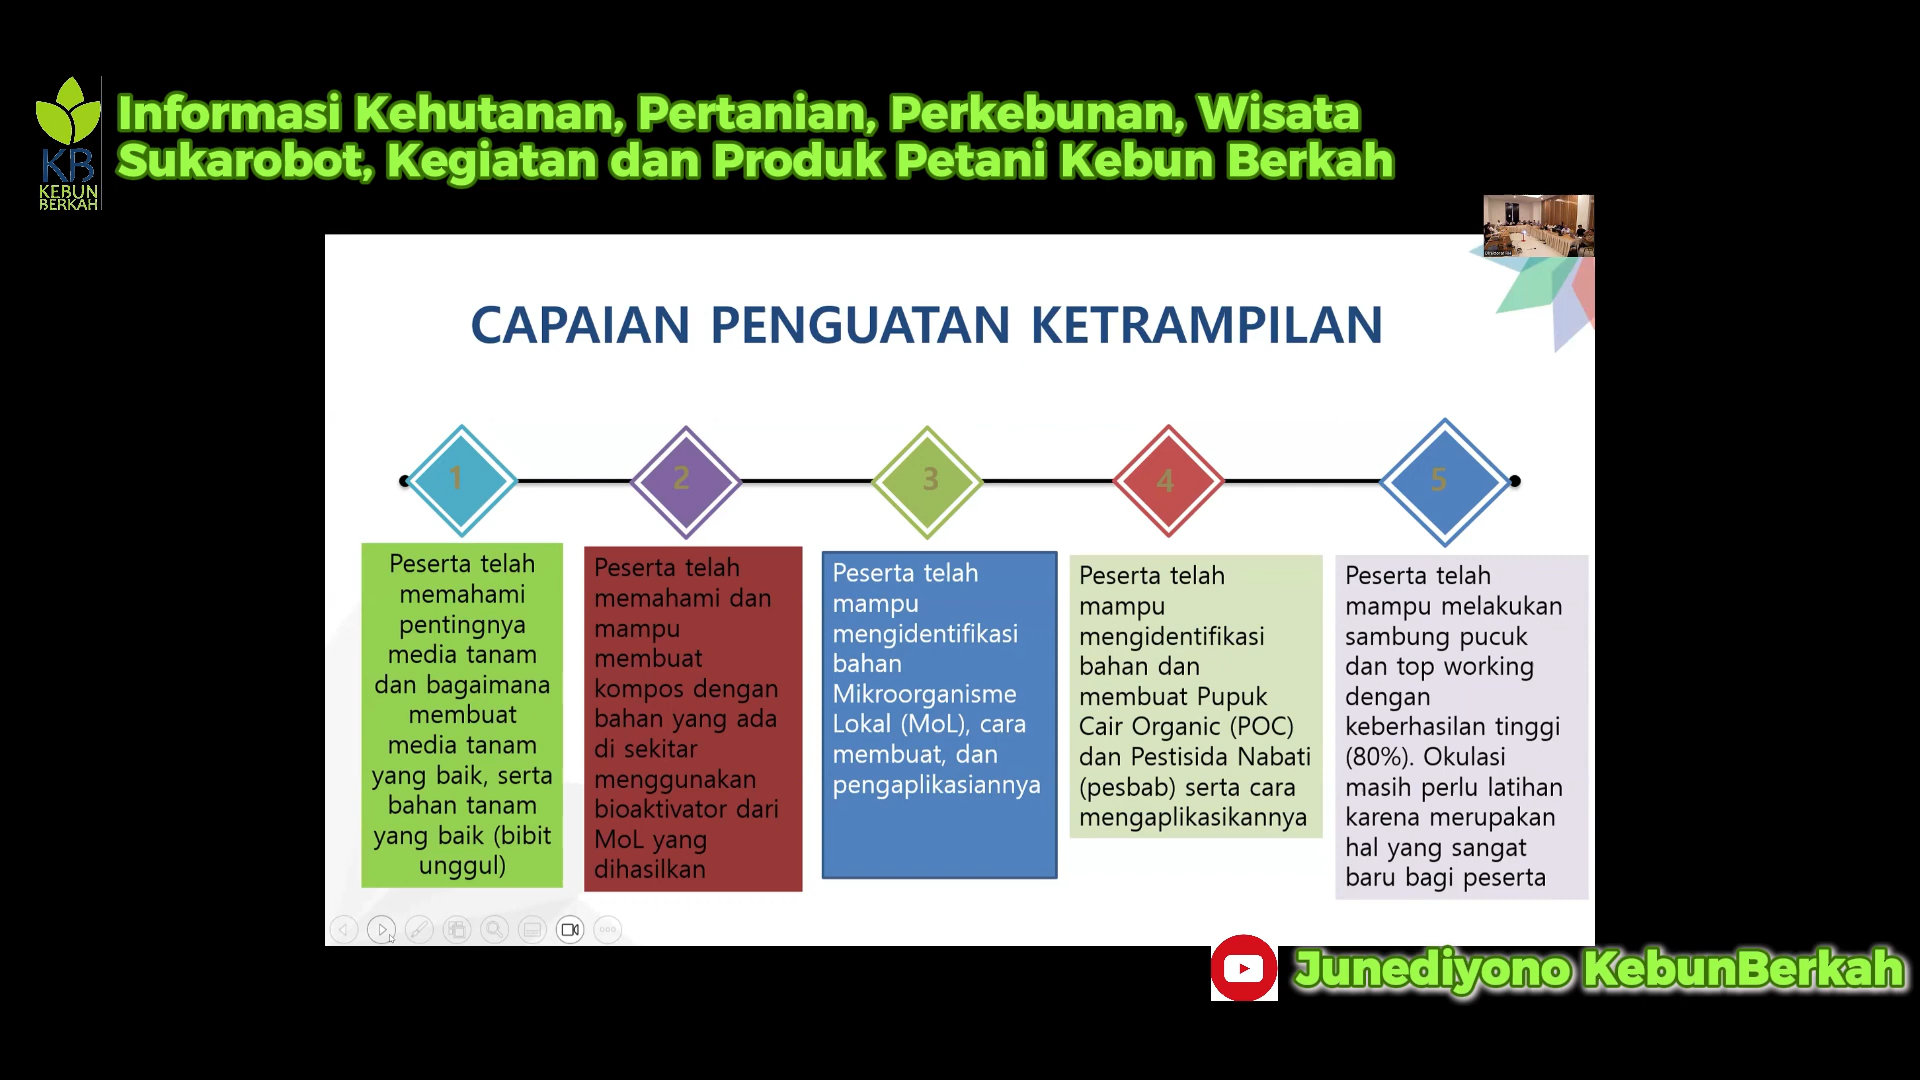 Informasi Kehutanan, Pertanian, Perkebunan, Wisata
Sukarobot, Kegiatan dan Produk Petani Kebun Berkah
KB
KEBUN
BERKAH
CAPAIAN PENGUATAN KETRAMPILAN
1
2
3
4
5
Peserta telah
memahami
pentingnya
media tanam
dan bagaimana
membuat
media tanam
yang baik, serta
bahan tanam
yang baik (bibit
unggul)
Peserta telah
memahami dan
mampu
membuat
kompos dengan
bahan yang ada
di sekitar
menggunakan
bioaktivator dari
MoL yang
dihasilkan
Peserta telah
mampu
mengidentifikasi
bahan
Mikroorganisme
Lokal (MoL), cara
membuat, dan
pengaplikasiannya
Peserta telah
mampu
mengidentifikasi
bahan dan
membuat Pupuk
Cair Organic (POC)
dan Pestisida Nabati
(pesbab) serta cara
mengaplikasikannya
Peserta telah
mampu melakukan
sambung pucuk
dan top working
dengan
keberhasilan tinggi
(80%). Okulasi
masih perlu latihan
karena merupakan
hal yang sangat
baru bagi peserta
Junediyono KebunBerkah